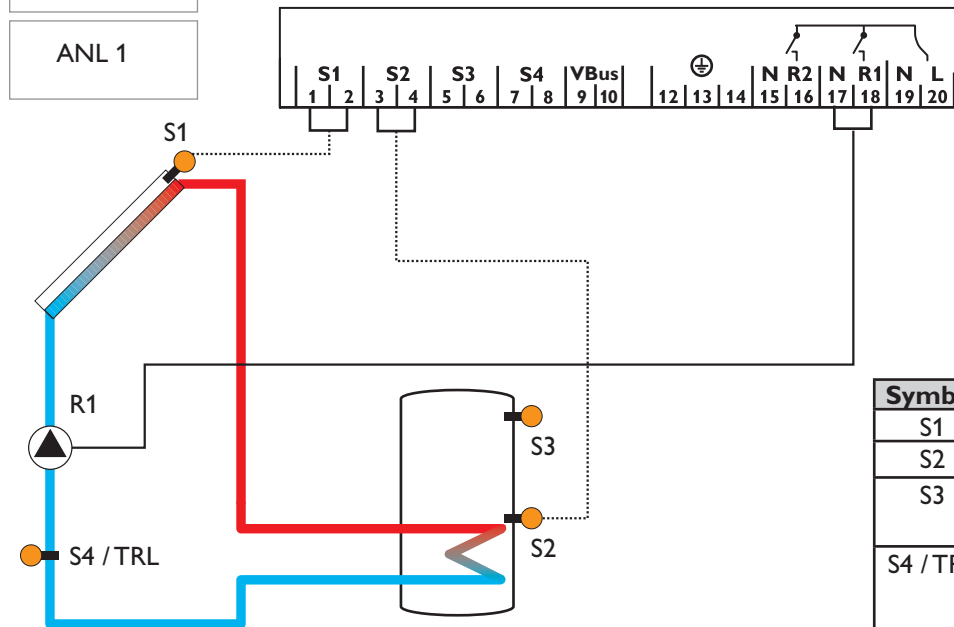 ANL 1
S1 S2 S3 S4 VBus N R2 N R1 N L
1 2 3 4 5 6 7 8 9 10 12 13 14 15 16 17 18 19 20
S1
R1
S3
S2
S4 / TRL
Symb
S1
S2
S3
S4 / TR